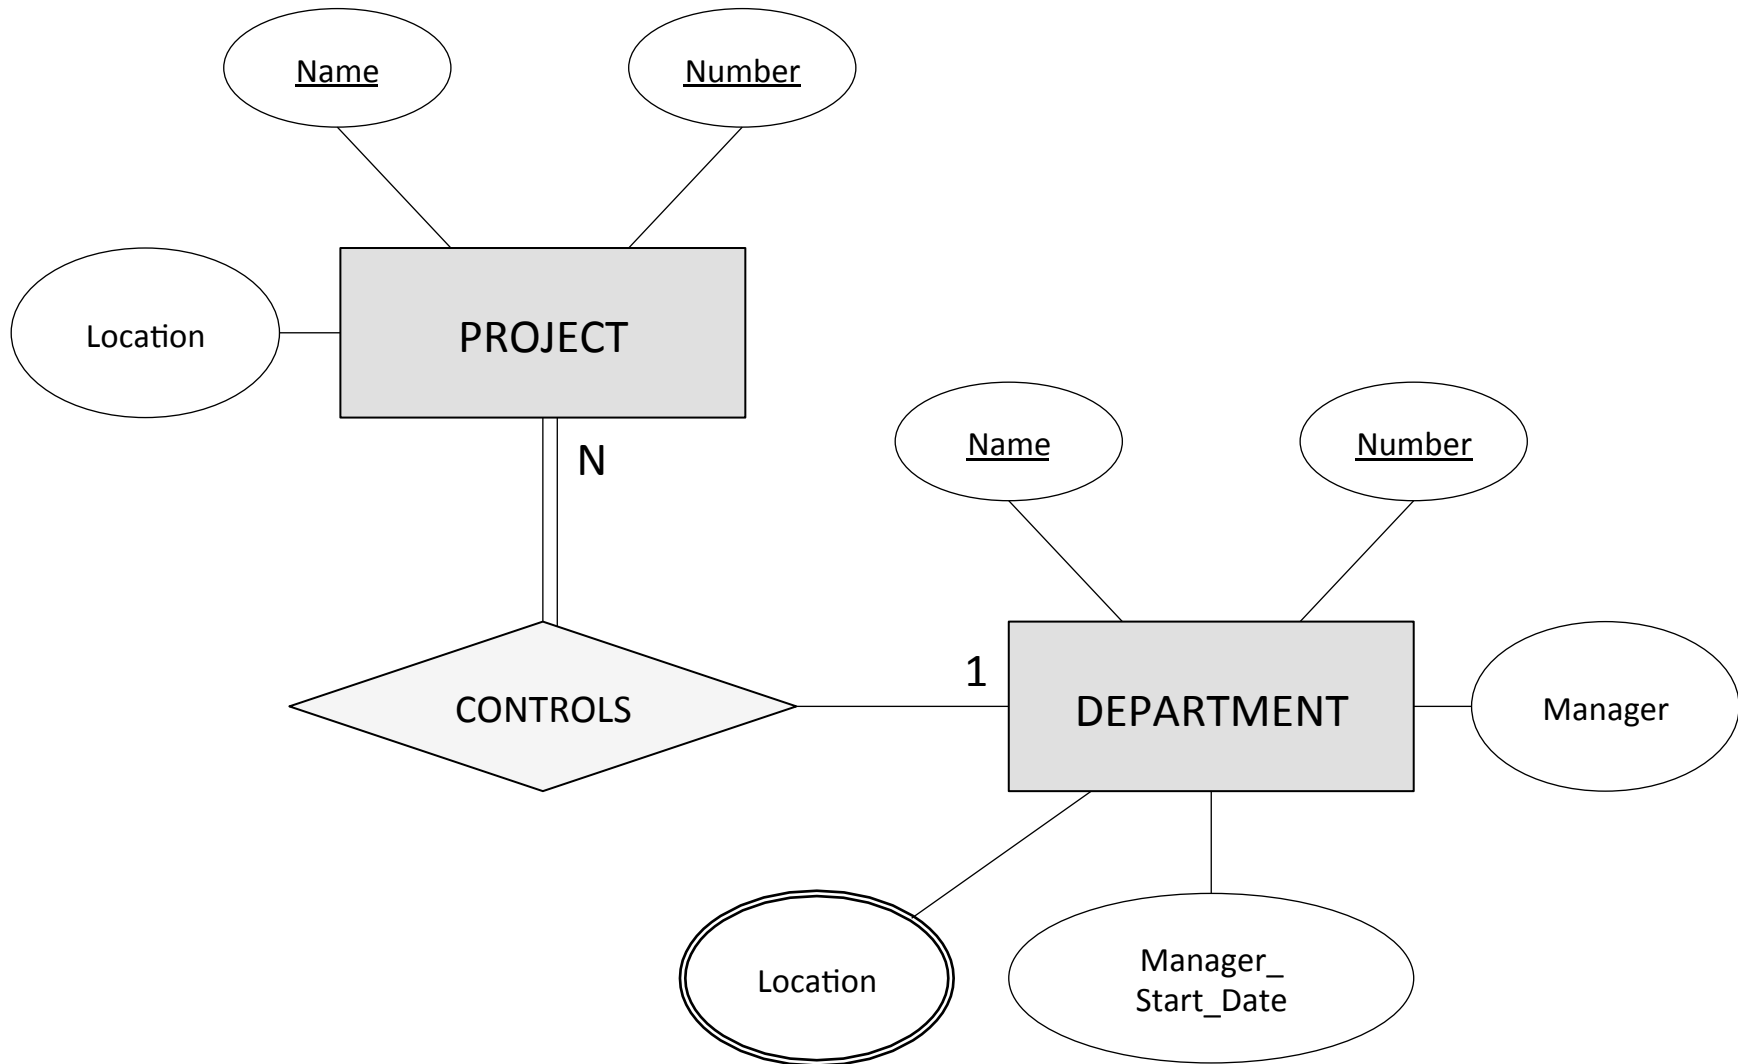 Name
Number
Location
PROJECT
N
Name
Number
1
CONTROLS
DEPARTMENT
Manager
Location
Manager_
Start_Date